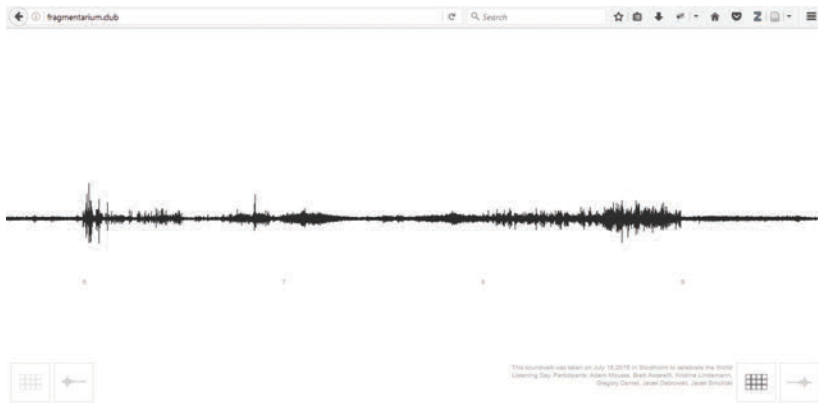 fragmentarium.club
Search
6 7 8 9
This soundwalk was taken on July 18 2016 in Stockholm to celebrate the World
Listening Day. Participants: Adam Mousa, Brett Ascarelli, Kristina Lindemann,
Gregory Daniel, Jacek Dabrowski, Jacek Smolicki